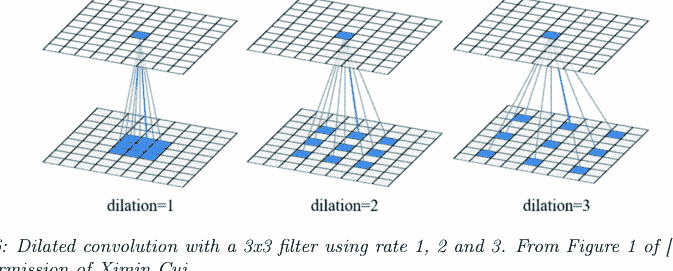 dilation=1 dilation=2 dilation=3
6: Dilated convolution with a 3x3 filter using rate 1, 2 and 3. From Figure 1 of [
rmission of Ximin Cui